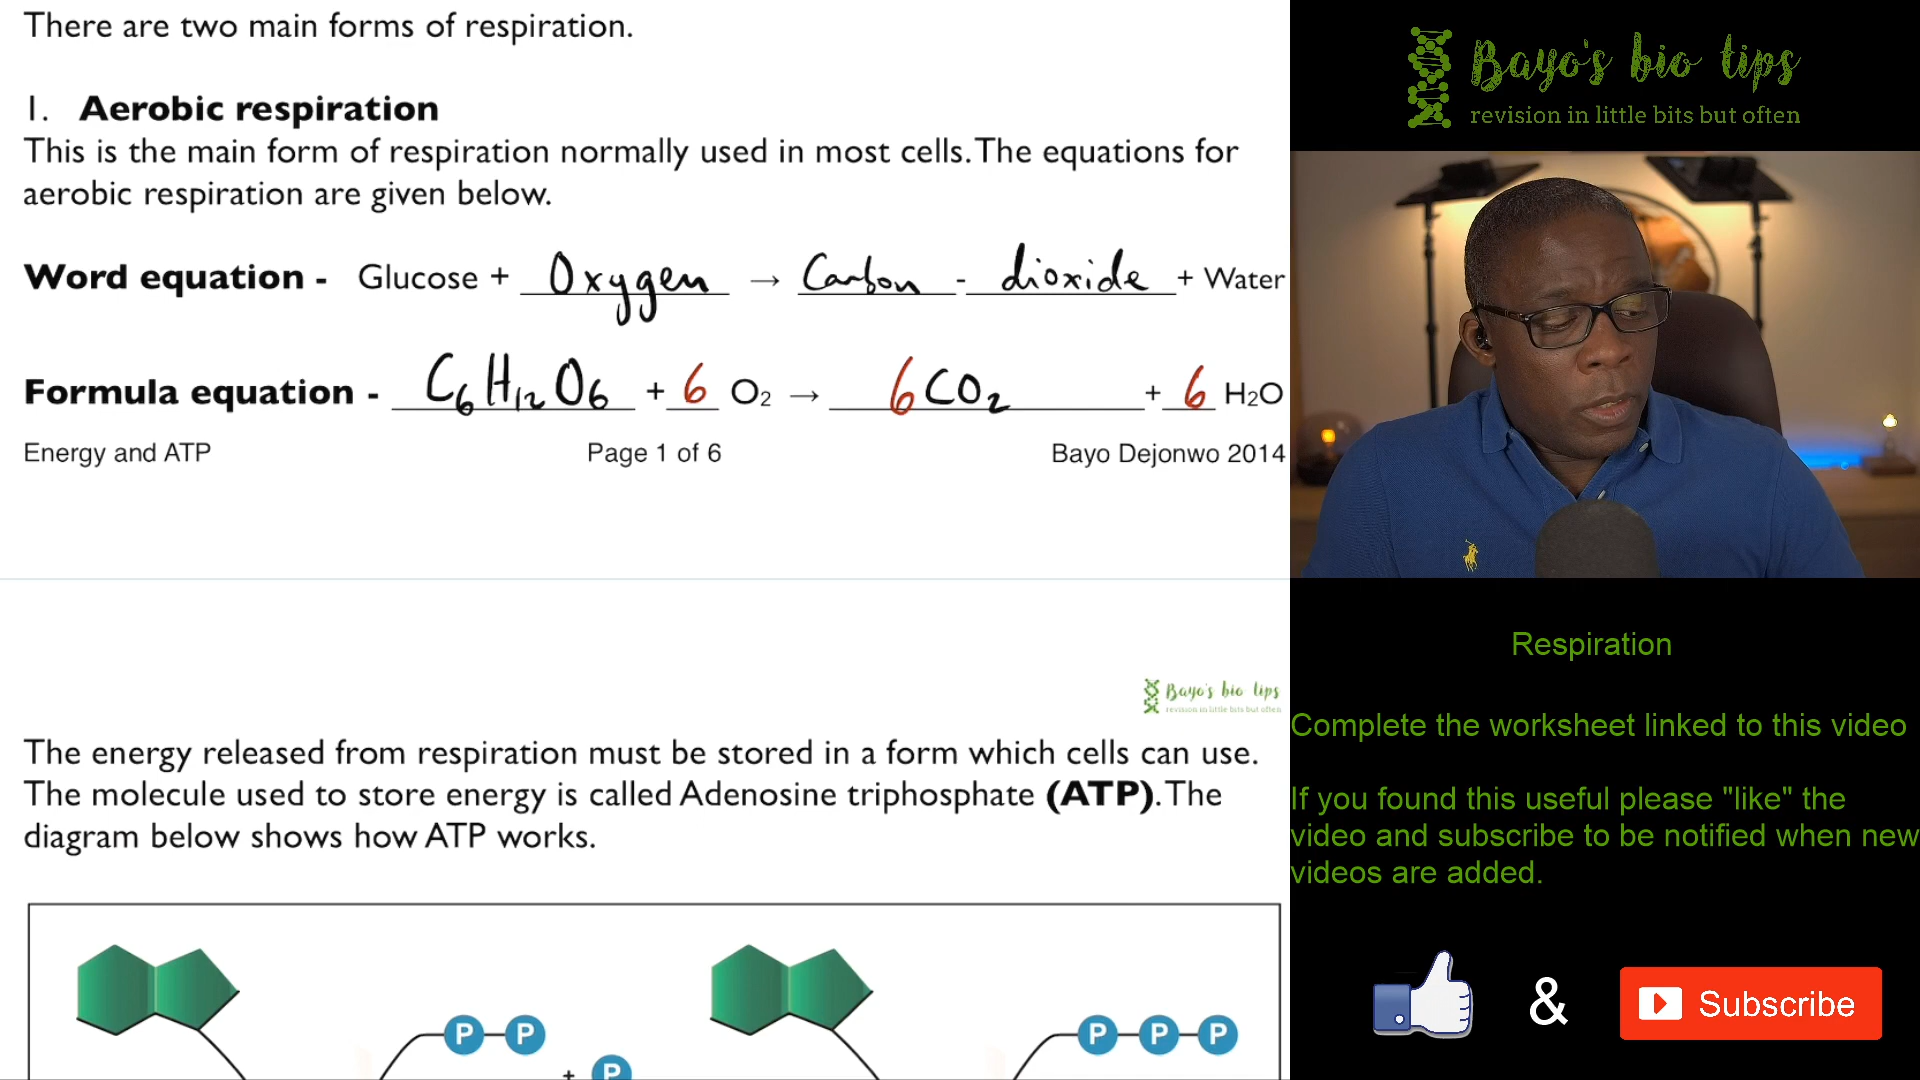 There are two main forms of respiration.
1. Aerobic respiration
This is the main form of respiration normally used in most cells. The equations for
aerobic respiration are given below.
Word equation - Glucose + Oxygen → Carbon - dioxide + Water
Formula equation - C₆H₁₂O₆ + 6 O₂ → 6CO₂ + 6 H₂O
Energy and ATP Page 1 of 6 Bayo Dejonwo 2014
Bayo's bio tips
revision in little bits but often
The energy released from respiration must be stored in a form which cells can use.
The molecule used to store energy is called Adenosine triphosphate (ATP). The
diagram below shows how ATP works.
P P
+ P
P P P
Bayo's bio tips
revision in little bits but often
Respiration
Complete the worksheet linked to this video
If you found this useful please "like" the
video and subscribe to be notified when new
videos are added.
& Subscribe